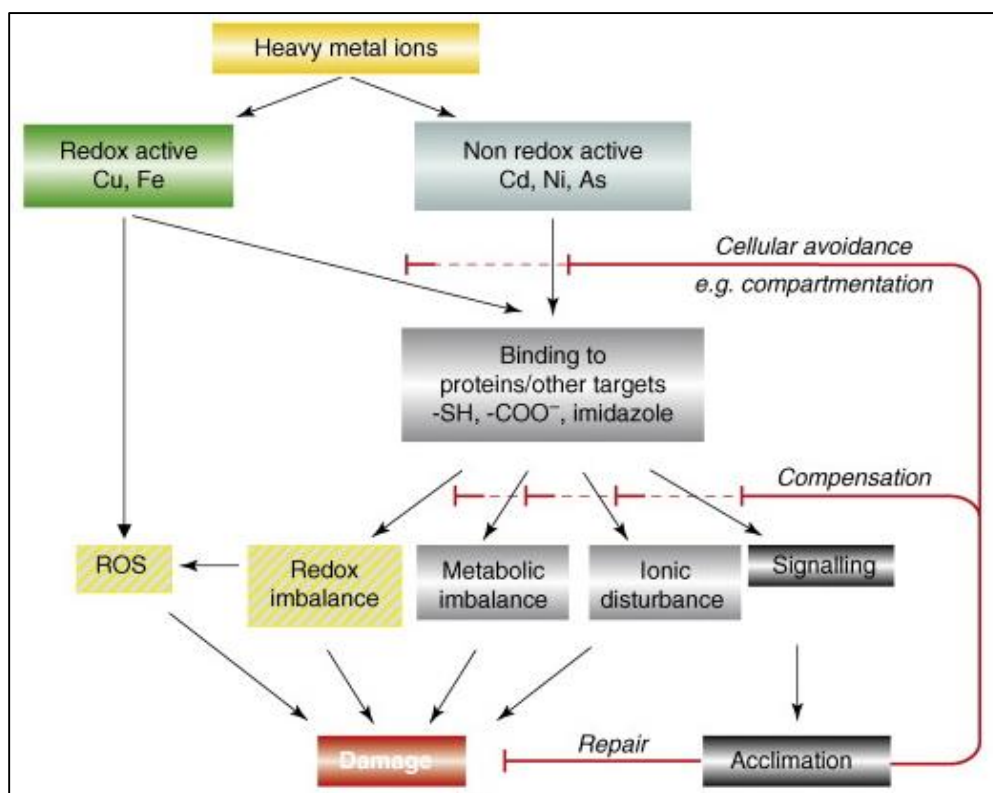 Heavy metal ions
Redox active
Cu, Fe
Non redox active
Cd, Ni, As
Cellular avoidance
e.g. compartmentation
Binding to
proteins/other targets
-SH, -COO⁻, imidazole
Compensation
ROS
Redox
imbalance
Metabolic
imbalance
Ionic
disturbance
Signalling
Damage
Repair
Acclimation